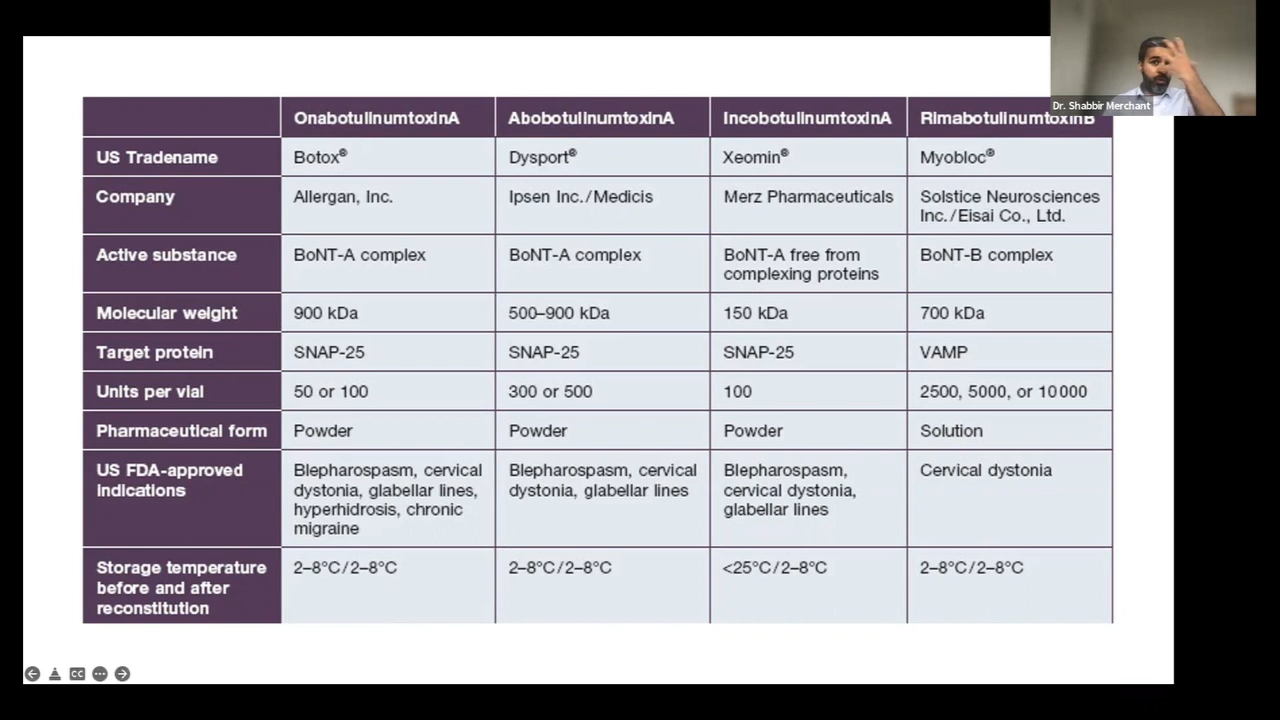 Dr. Shabbir Merchant
OnabotulinumtoxinA AbobotulinumtoxinA IncobotulinumtoxinA RimabotulinumtoxinB
US Tradename Botox® Dysport® Xeomin® Myobloc®
Company Allergan, Inc. Ipsen Inc./Medicis Merz Pharmaceuticals Solstice Neurosciences
Inc./Eisai Co., Ltd.
Active substance BoNT-A complex BoNT-A complex BoNT-A free from BoNT-B complex
complexing proteins
Molecular weight 900 kDa 500–900 kDa 150 kDa 700 kDa
Target protein SNAP-25 SNAP-25 SNAP-25 VAMP
Units per vial 50 or 100 300 or 500 100 2500, 5000, or 10 000
Pharmaceutical form Powder Powder Powder Solution
US FDA-approved Blepharospasm, cervical Blepharospasm, cervical Blepharospasm, Cervical dystonia
indications dystonia, glabellar lines, dystonia, glabellar lines cervical dystonia,
hyperhidrosis, chronic glabellar lines
migraine
Storage temperature 2–8°C/2–8°C 2–8°C/2–8°C <25°C/2–8°C 2–8°C/2–8°C
before and after
reconstitution
CC